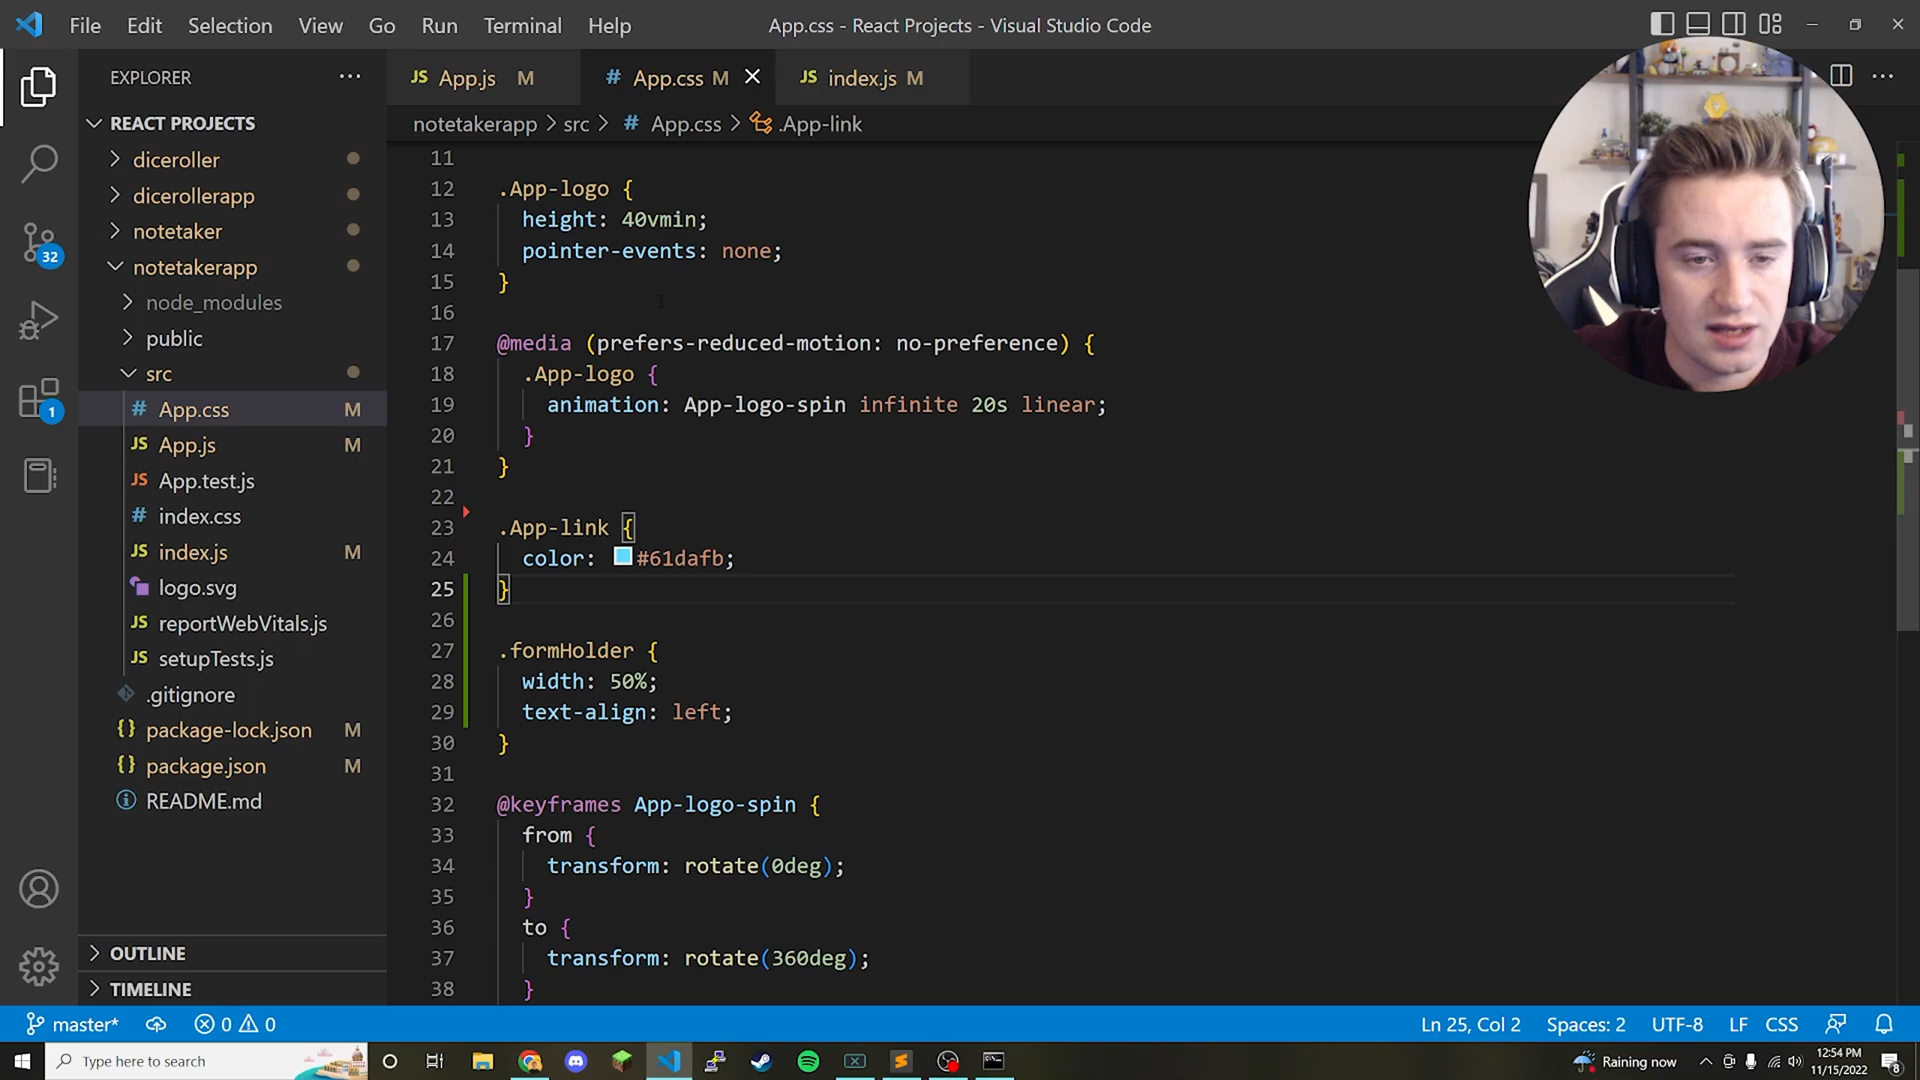 File Edit Selection View Go Run Terminal Help
App.css - React Projects - Visual Studio Code
EXPLORER
REACT PROJECTS
diceroller
dicerollerapp
notetaker
notetakerapp
node_modules
public
src
# App.css M
JS App.js M
JS App.test.js
# index.css
JS index.js M
logo.svg
JS reportWebVitals.js
JS setupTests.js
.gitignore
{} package-lock.json M
{} package.json M
README.md
OUTLINE
TIMELINE
32
1
JS App.js M # App.css M JS index.js M
notetakerapp > src > # App.css > .App-link
11
12 .App-logo {
13 height: 40vmin;
14 pointer-events: none;
15 }
16
17 @media (prefers-reduced-motion: no-preference) {
18 .App-logo {
19 animation: App-logo-spin infinite 20s linear;
20 }
21 }
22
23 .App-link {
24 color: #61dafb;
25 }
26
27 .formHolder {
28 width: 50%;
29 text-align: left;
30 }
31
32 @keyframes App-logo-spin {
33 from {
34 transform: rotate(0deg);
35 }
36 to {
37 transform: rotate(360deg);
38 }
master* 0 0 Ln 25, Col 2 Spaces: 2 UTF-8 LF CSS
Type here to search
Raining now
12:54 PM
11/15/2022
8